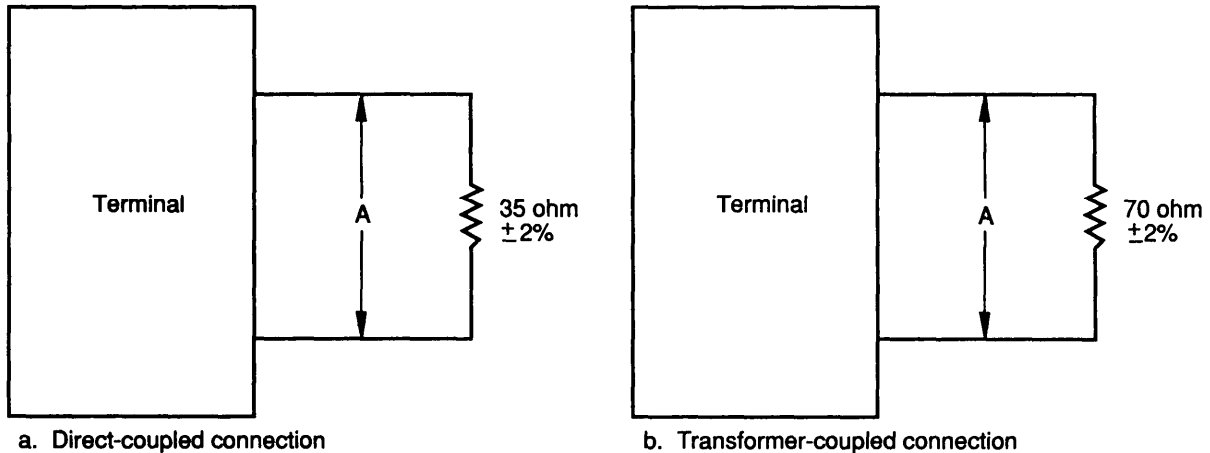 Terminal
A
35 ohm
±2%
a. Direct-coupled connection
Terminal
A
70 ohm
±2%
b. Transformer-coupled connection